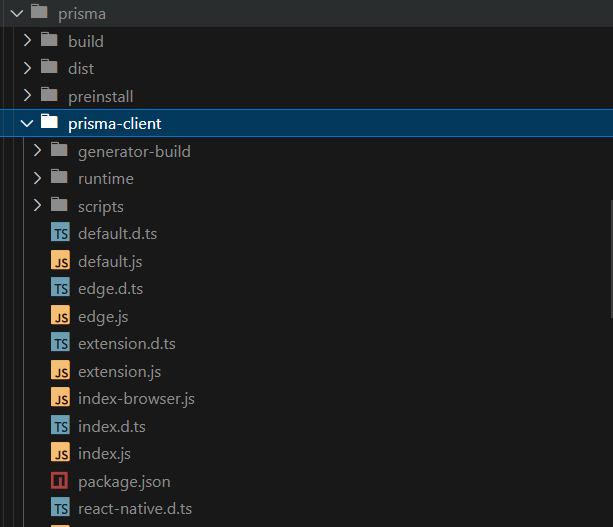 prisma
build
dist
preinstall
prisma-client
generator-build
runtime
scripts
TS default.d.ts
JS default.js
TS edge.d.ts
JS edge.js
TS extension.d.ts
JS extension.js
JS index-browser.js
TS index.d.ts
JS index.js
package.json
TS react-native.d.ts